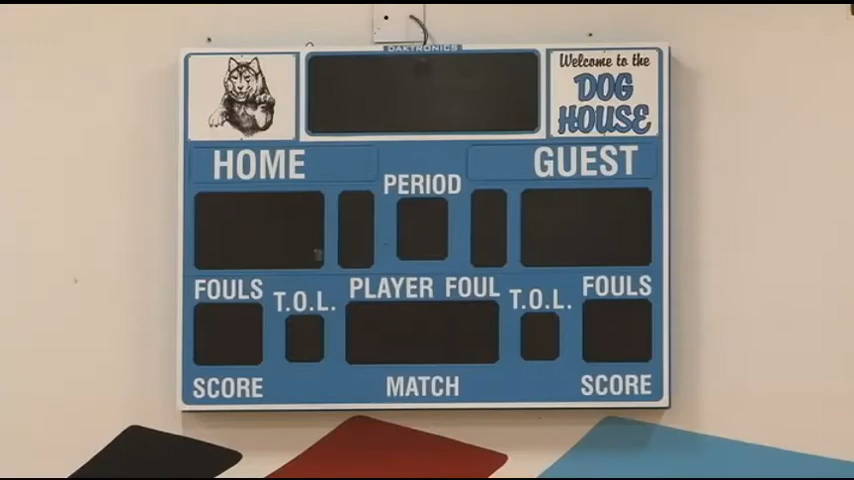 DAKTRONICS
Welcome to the
DOG
HOUSE
HOME
GUEST
PERIOD
FOULS
T.O.L.
PLAYER FOUL
T.O.L.
FOULS
SCORE
MATCH
SCORE